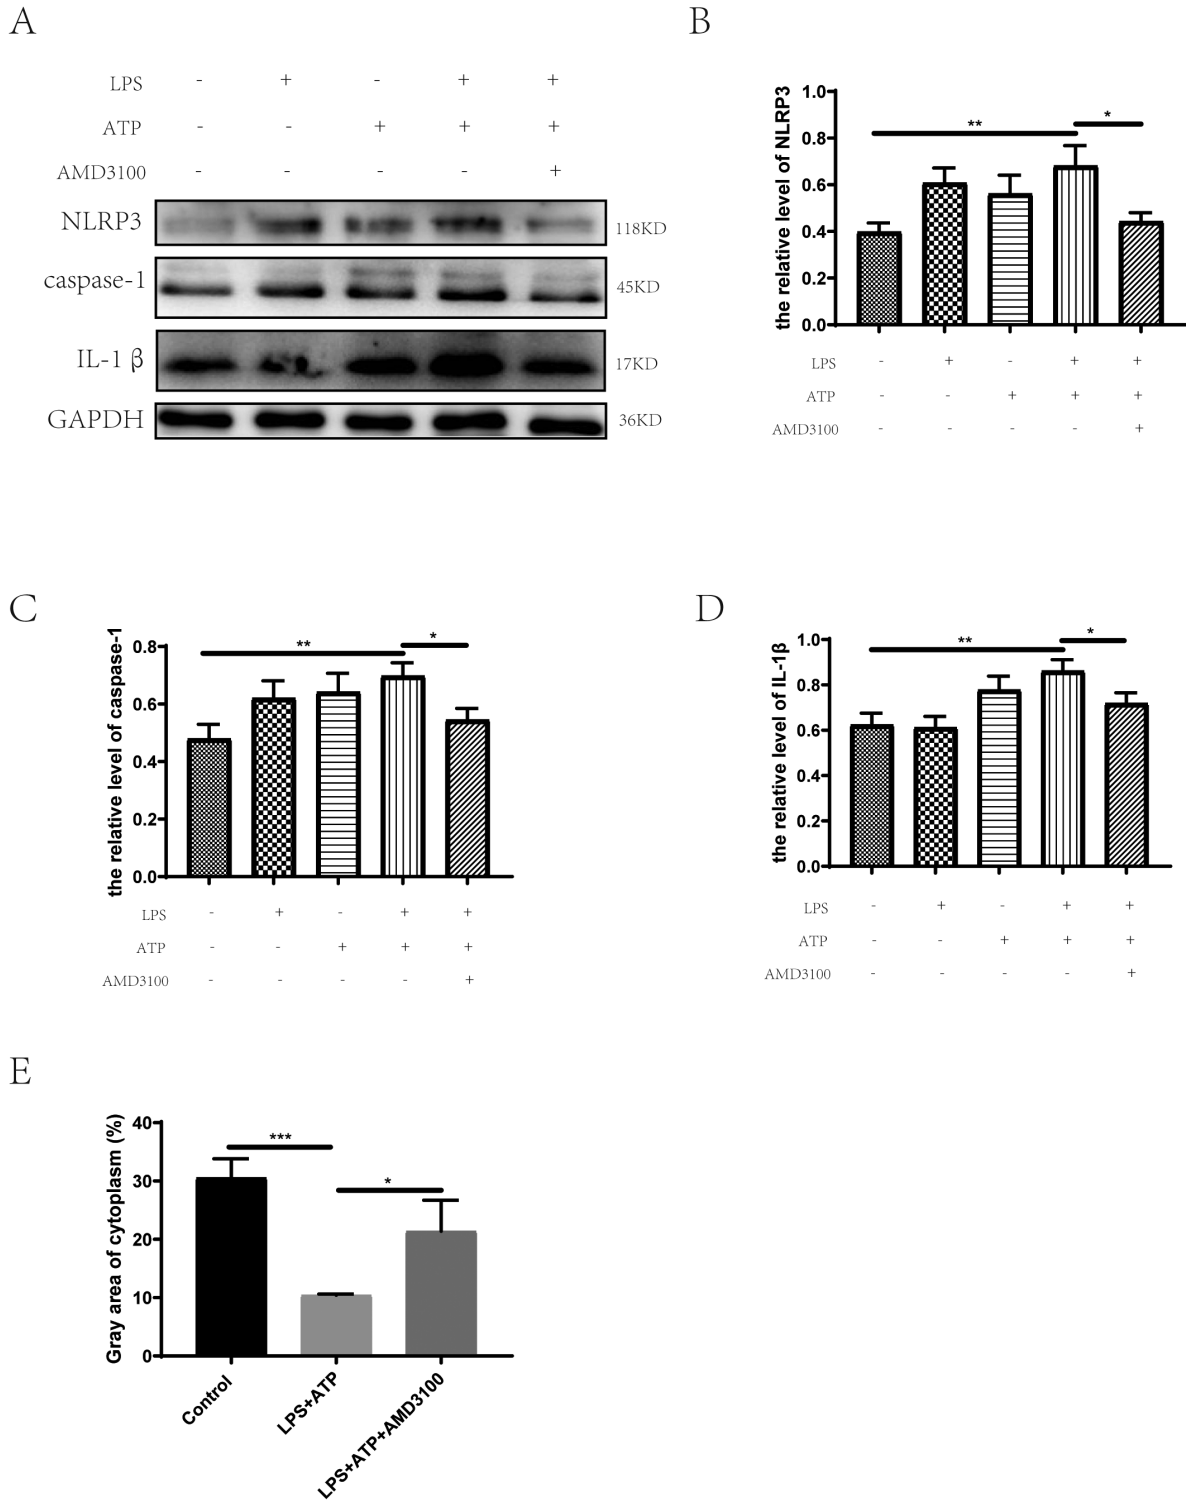 A
LPS - + - + +
ATP - - + + +
AMD3100 - - - - +
NLRP3 118KD
caspase-1 45KD
IL-1 β 17KD
GAPDH 36KD
B
the relative level of NLRP3
1.0
0.8
0.6
0.4
0.2
0.0
** *
LPS - + - + +
ATP - - + + +
AMD3100 - - - - +
C
the relative level of caspase-1
0.8
0.6
0.4
0.2
0.0
** *
LPS - + - + +
ATP - - + + +
AMD3100 - - - - +
D
the relative level of IL-1β
1.0
0.8
0.6
0.4
0.2
0.0
** *
LPS - + - + +
ATP - - + + +
AMD3100 - - - - +
E
Gray area of cytoplasm (%)
40
30
20
10
0
***
*
Control
LPS+ATP
LPS+ATP+AMD3100